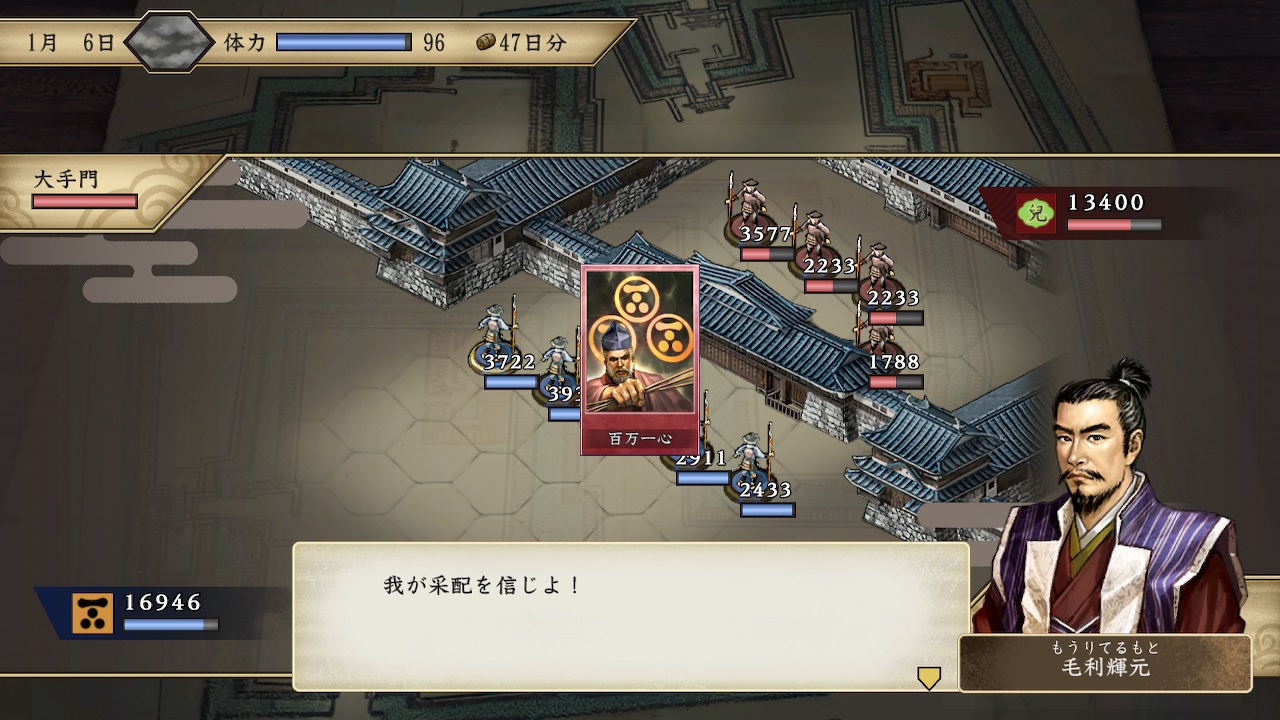 1月 6日 体力 96 47日分
大手門
兒 13400
3577
2233
2233
1788
3722
百万一心
2911
2433
我が采配を信じよ！
16946
もうりてるもと
毛利輝元